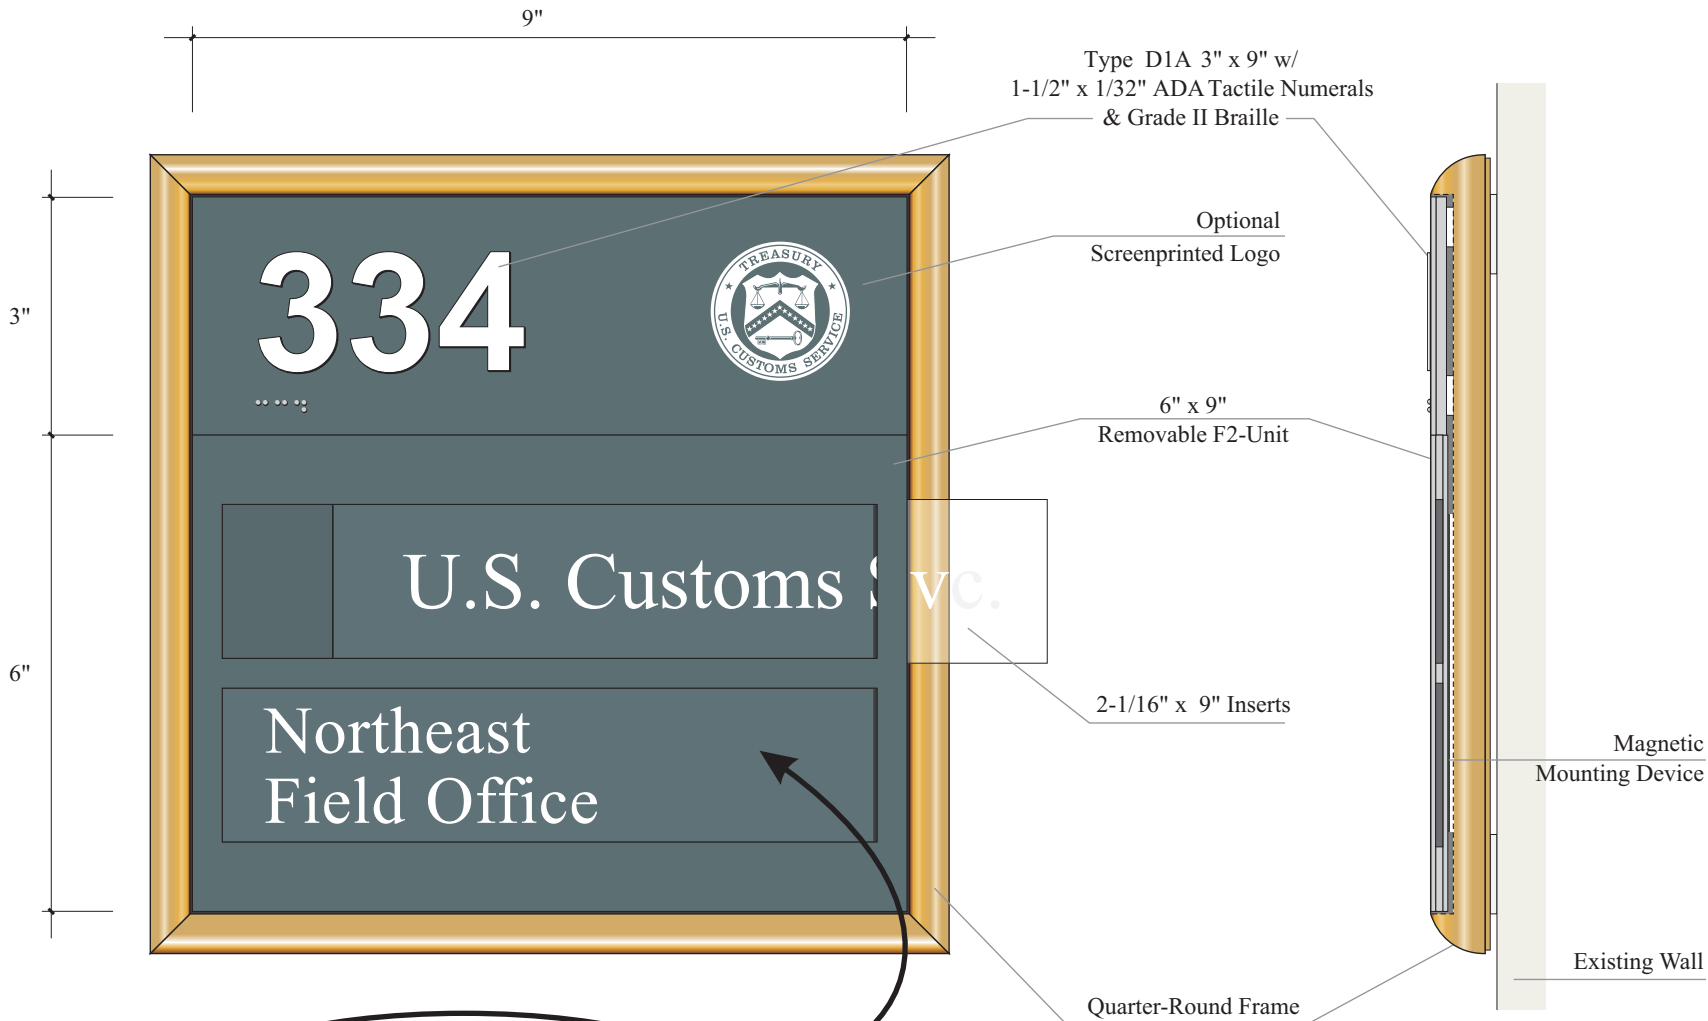 9"
Type D1A 3" x 9" w/
1-1/2" x 1/32" ADA Tactile Numerals
& Grade II Braille
Optional
Screenprinted Logo
3"
334
TREASURY
U.S. CUSTOMS SERVICE
6" x 9"
Removable F2-Unit
U.S. Customs Svc.
6"
2-1/16" x 9" Inserts
Northeast
Field Office
Magnetic
Mounting Device
Existing Wall
Quarter-Round Frame